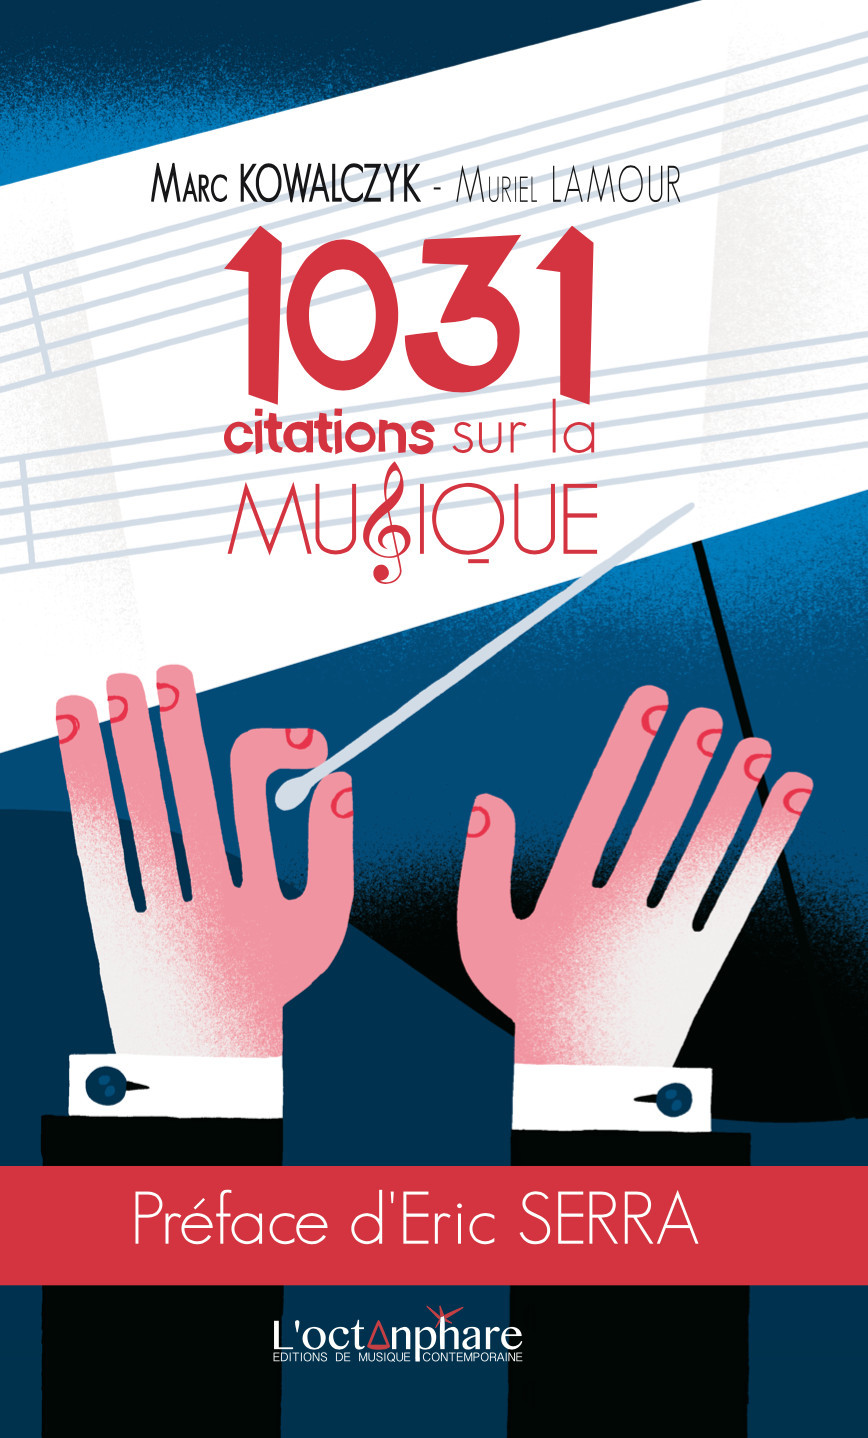 Marc KOWALCZYK - Muriel LAMOUR
1031
citations sur la
MUSIQUE
Préface d'Eric SERRA
L'octanphare
EDITIONS DE MUSIQUE CONTEMPORAINE